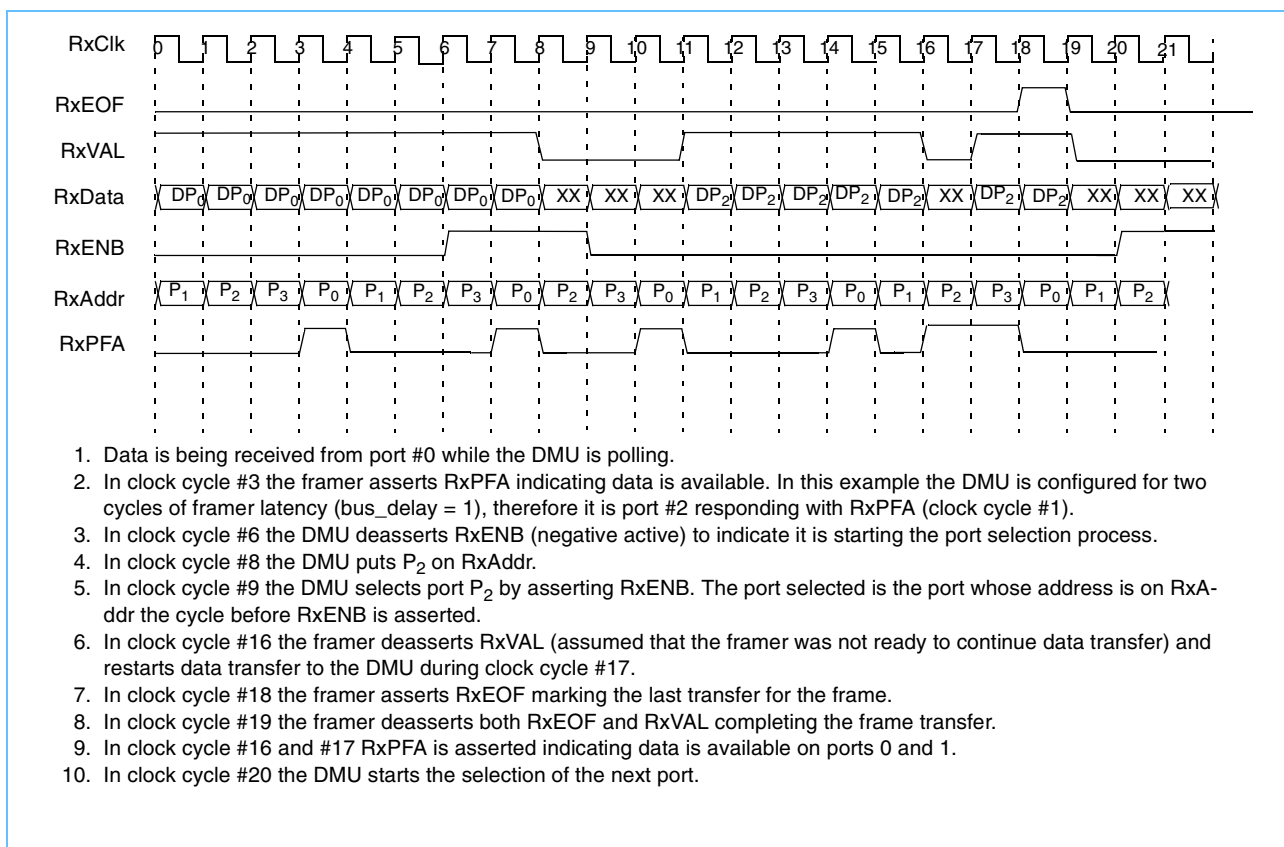 RxClk 0 1 2 3 4 5 6 7 8 9 10 11 12 13 14 15 16 17 18 19 20 21
RxEOF
RxVAL
RxData DP0 DP0 DP0 DP0 DP0 DP0 DP0 DP0 XX XX XX DP2 DP2 DP2 DP2 DP2 XX DP2 DP2 XX XX XX
RxENB
RxAddr P1 P2 P3 P0 P1 P2 P3 P0 P2 P3 P0 P1 P2 P3 P0 P1 P2 P3 P0 P1 P2
RxPFA
1. Data is being received from port #0 while the DMU is polling.
2. In clock cycle #3 the framer asserts RxPFA indicating data is available. In this example the DMU is configured for two
cycles of framer latency (bus_delay = 1), therefore it is port #2 responding with RxPFA (clock cycle #1).
3. In clock cycle #6 the DMU deasserts RxENB (negative active) to indicate it is starting the port selection process.
4. In clock cycle #8 the DMU puts P2 on RxAddr.
5. In clock cycle #9 the DMU selects port P2 by asserting RxENB. The port selected is the port whose address is on RxA-
ddr the cycle before RxENB is asserted.
6. In clock cycle #16 the framer deasserts RxVAL (assumed that the framer was not ready to continue data transfer) and
restarts data transfer to the DMU during clock cycle #17.
7. In clock cycle #18 the framer asserts RxEOF marking the last transfer for the frame.
8. In clock cycle #19 the framer deasserts both RxEOF and RxVAL completing the frame transfer.
9. In clock cycle #16 and #17 RxPFA is asserted indicating data is available on ports 0 and 1.
10. In clock cycle #20 the DMU starts the selection of the next port.